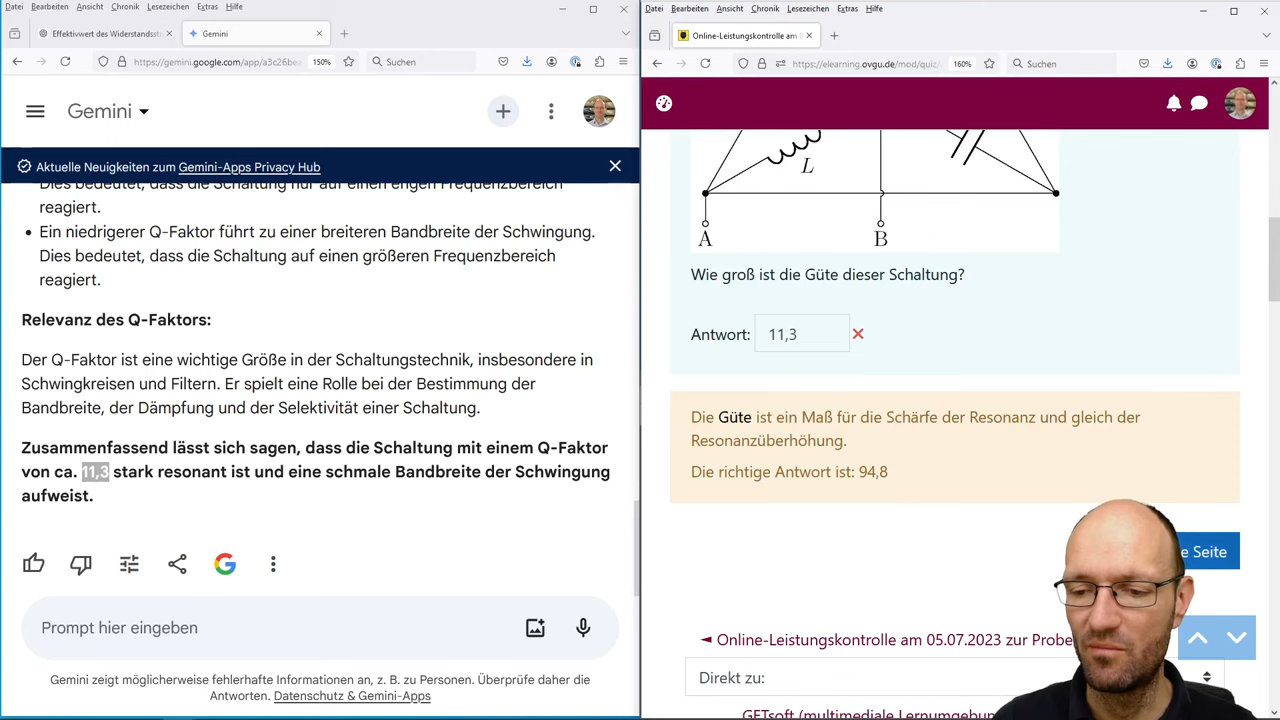 Datei Bearbeiten Ansicht Chronik Lesezeichen Extras Hilfe
Effektivwert des Widerstandsst
Gemini
https://gemini.google.com/app/a3c26be
150%
Suchen
Gemini
Aktuelle Neuigkeiten zum Gemini-Apps Privacy Hub
Dies bedeutet, dass die Schaltung nur auf einen engen Frequenzbereich
reagiert.
• Ein niedrigerer Q-Faktor führt zu einer breiteren Bandbreite der Schwingung.
Dies bedeutet, dass die Schaltung auf einen größeren Frequenzbereich
reagiert.
Relevanz des Q-Faktors:
Der Q-Faktor ist eine wichtige Größe in der Schaltungstechnik, insbesondere in
Schwingkreisen und Filtern. Er spielt eine Rolle bei der Bestimmung der
Bandbreite, der Dämpfung und der Selektivität einer Schaltung.
Zusammenfassend lässt sich sagen, dass die Schaltung mit einem Q-Faktor
von ca. 11,3 stark resonant ist und eine schmale Bandbreite der Schwingung
aufweist.
Prompt hier eingeben
Gemini zeigt möglicherweise fehlerhafte Informationen an, z. B. zu Personen. Überprüfe daher die
Antworten. Datenschutz & Gemini-Apps
Datei Bearbeiten Ansicht Chronik Lesezeichen Extras Hilfe
Online-Leistungskontrolle am
https://elearning.ovgu.de/mod/quiz/
160%
Suchen
L
A
B
Wie groß ist die Güte dieser Schaltung?
Antwort: 11,3
Die Güte ist ein Maß für die Schärfe der Resonanz und gleich der
Resonanzüberhöhung.
Die richtige Antwort ist: 94,8
e Seite
◄ Online-Leistungskontrolle am 05.07.2023 zur Probe
Direkt zu:
GETsoft (multimediale Lernumgebun